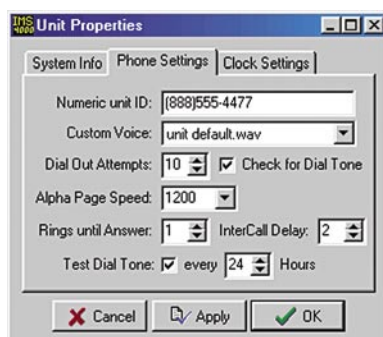 IMS 4000 Unit Properties
System Info Phone Settings Clock Settings
Numeric unit ID: (888)555-4477
Custom Voice: unit default.wav
Dial Out Attempts: 10 Check for Dial Tone
Alpha Page Speed: 1200
Rings until Answer: 1 InterCall Delay: 2
Test Dial Tone: every 24 Hours
Cancel Apply OK